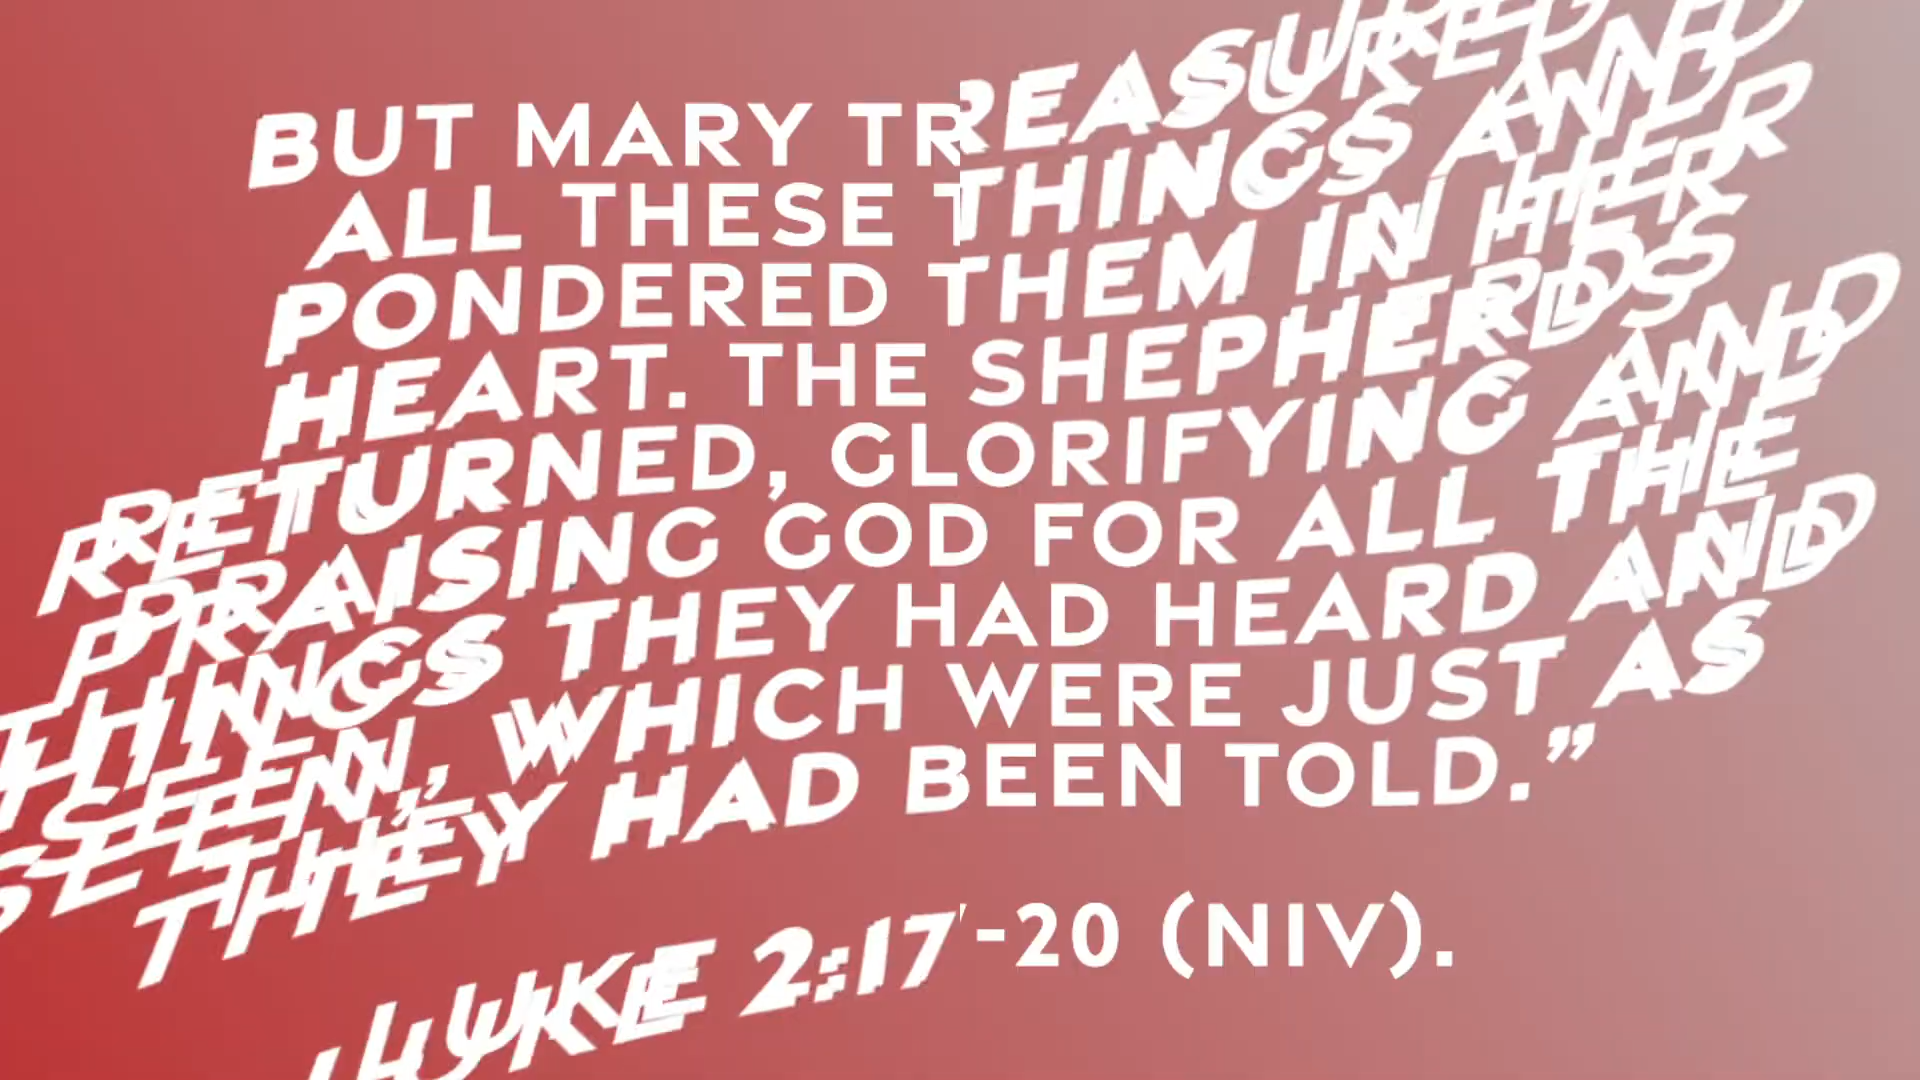 BUT MARY TREASURED
ALL THESE THINGS AND
PONDERED THEM IN HER
HEART. THE SHEPHERDS
RETURNED, GLORIFYING AND
PRAISING GOD FOR ALL THE
THINGS THEY HAD HEARD AND
SEEN, WHICH WERE JUST AS
THEY HAD BEEN TOLD.”
LUKE 2:17-20 (NIV).